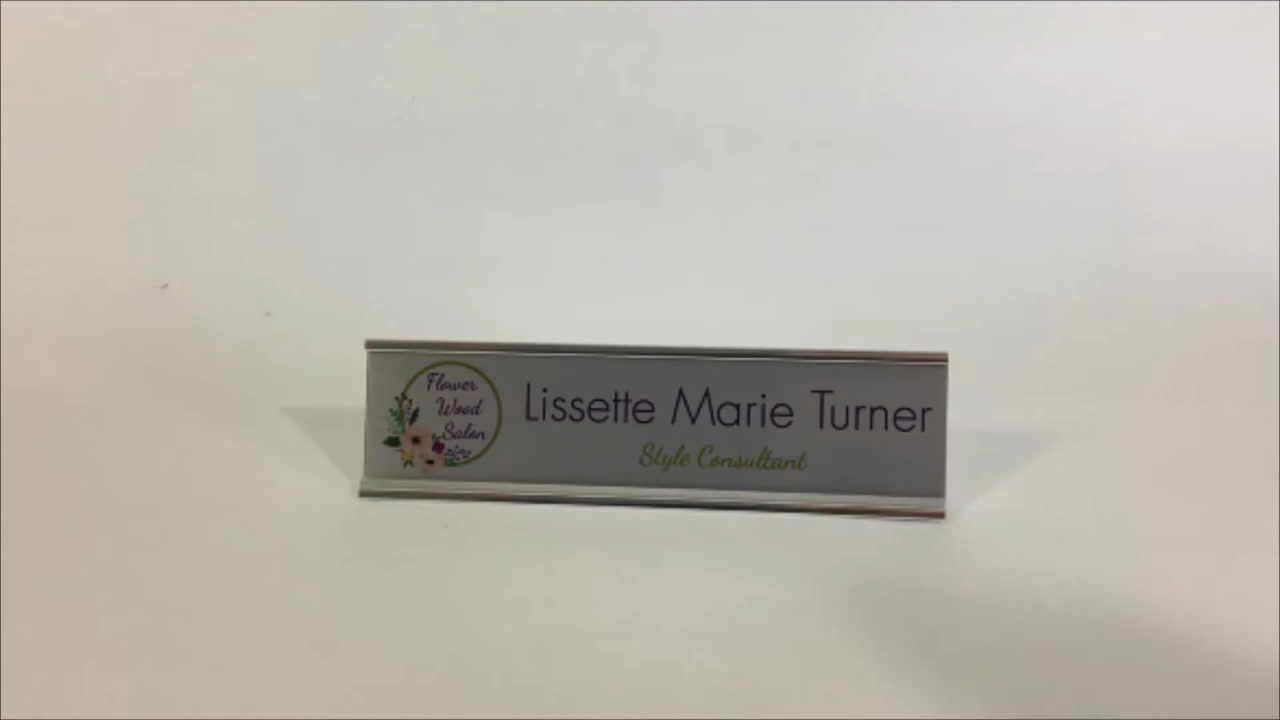 Flower
Wood
Salon
Lissette Marie Turner
Style Consultant